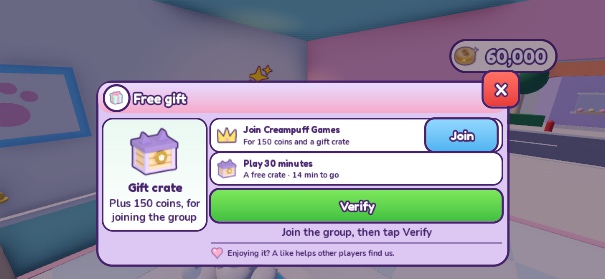 60,000
Free gift
Join Creampuff Games
For 150 coins and a gift crate
Join
Play 30 minutes
A free crate · 14 min to go
Gift crate
Plus 150 coins, for
joining the group
Verify
Join the group, then tap Verify
Enjoying it? A like helps other players find us.